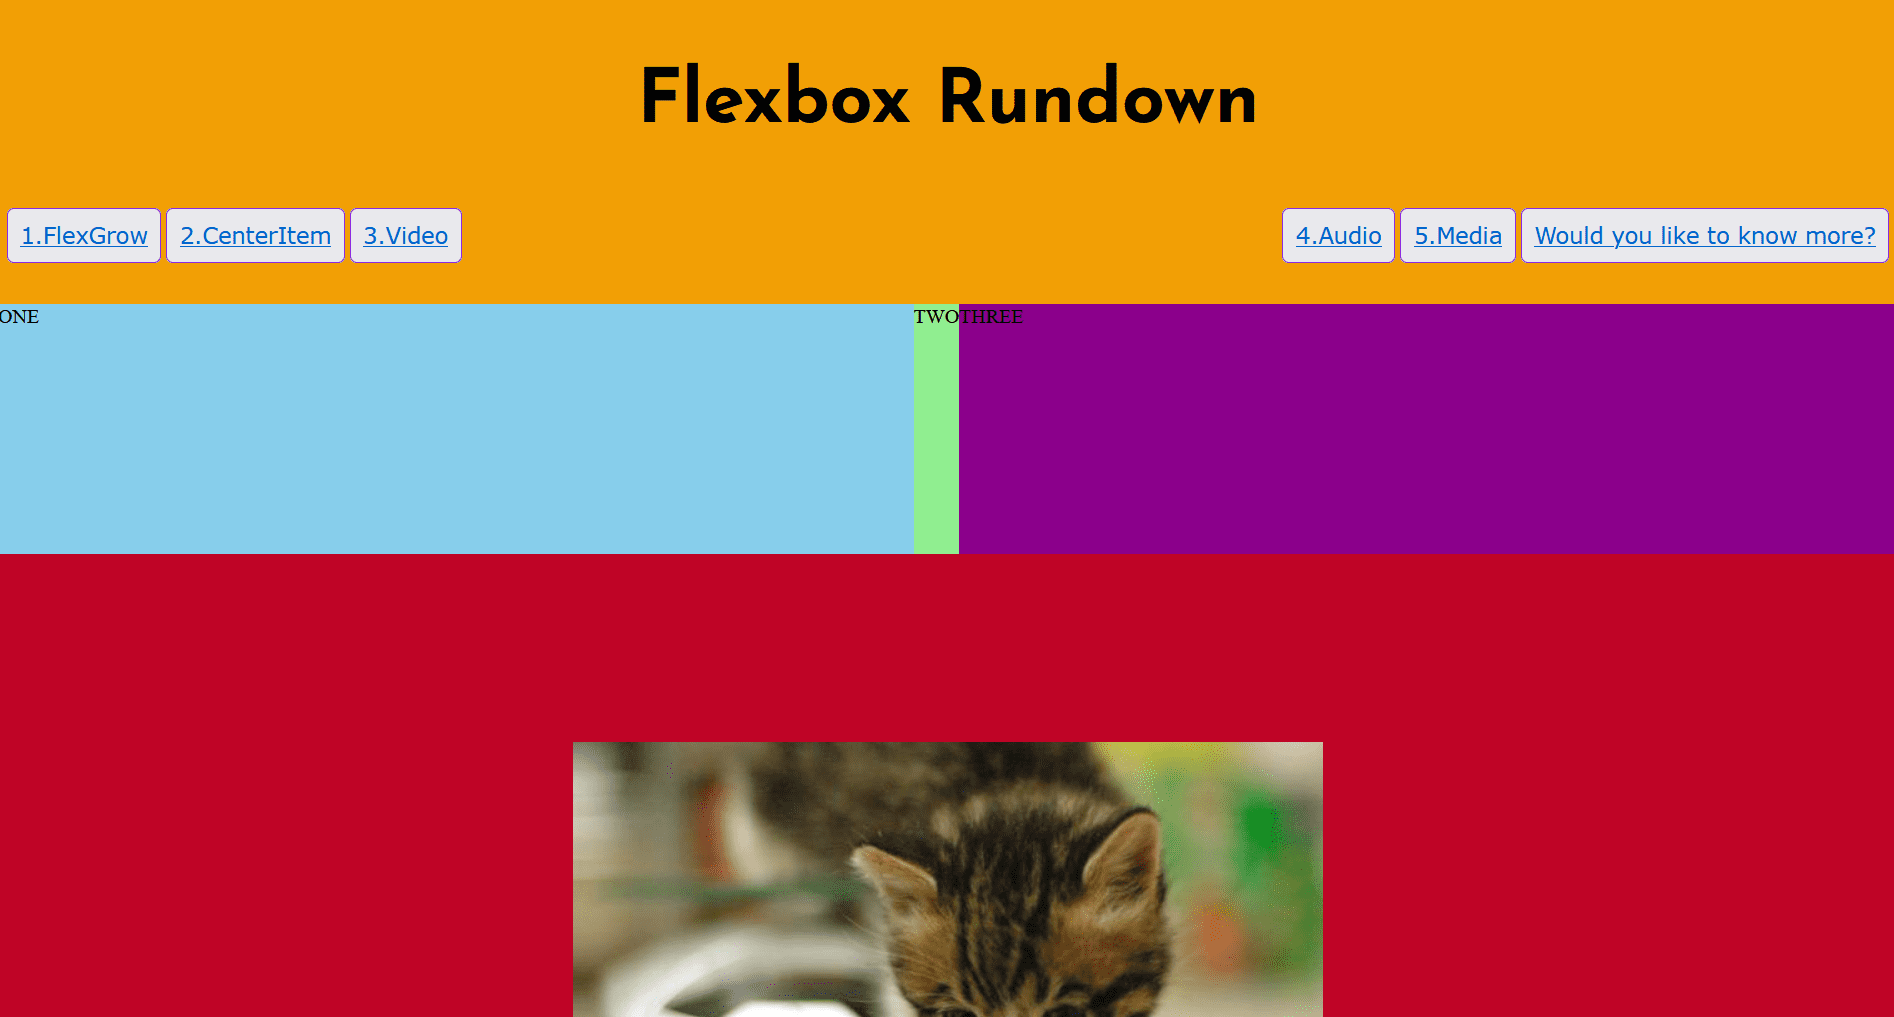 Flexbox Rundown
1.FlexGrow 2.CenterItem 3.Video 4.Audio 5.Media Would you like to know more?
ONE TWO THREE